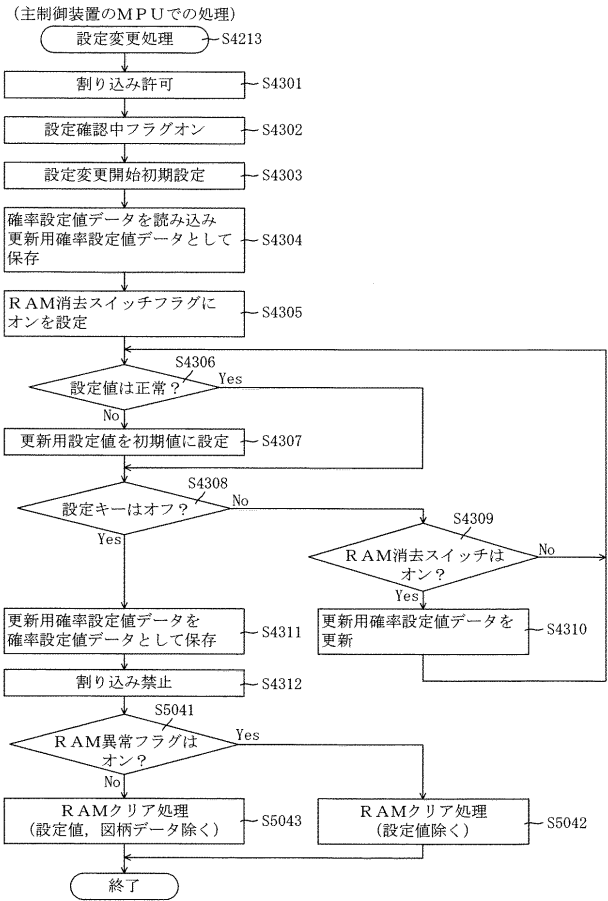 (主制御装置のMPUでの処理)
設定変更処理
S4213
割り込み許可
S4301
設定確認中フラグオン
S4302
設定変更開始初期設定
S4303
確率設定値データを読み込み
更新用確率設定値データとして
保存
S4304
RAM消去スイッチフラグに
オンを設定
S4305
S4306
設定値は正常?
Yes
No
更新用設定値を初期値に設定
S4307
S4308
設定キーはオフ?
No
Yes
S4309
RAM消去スイッチは
オン?
No
Yes
更新用確率設定値データを
更新
S4310
更新用確率設定値データを
確率設定値データとして保存
S4311
割り込み禁止
S4312
S5041
RAM異常フラグは
オン?
Yes
No
RAMクリア処理
(設定値,図柄データ除く)
S5043
RAMクリア処理
(設定値除く)
S5042
終了